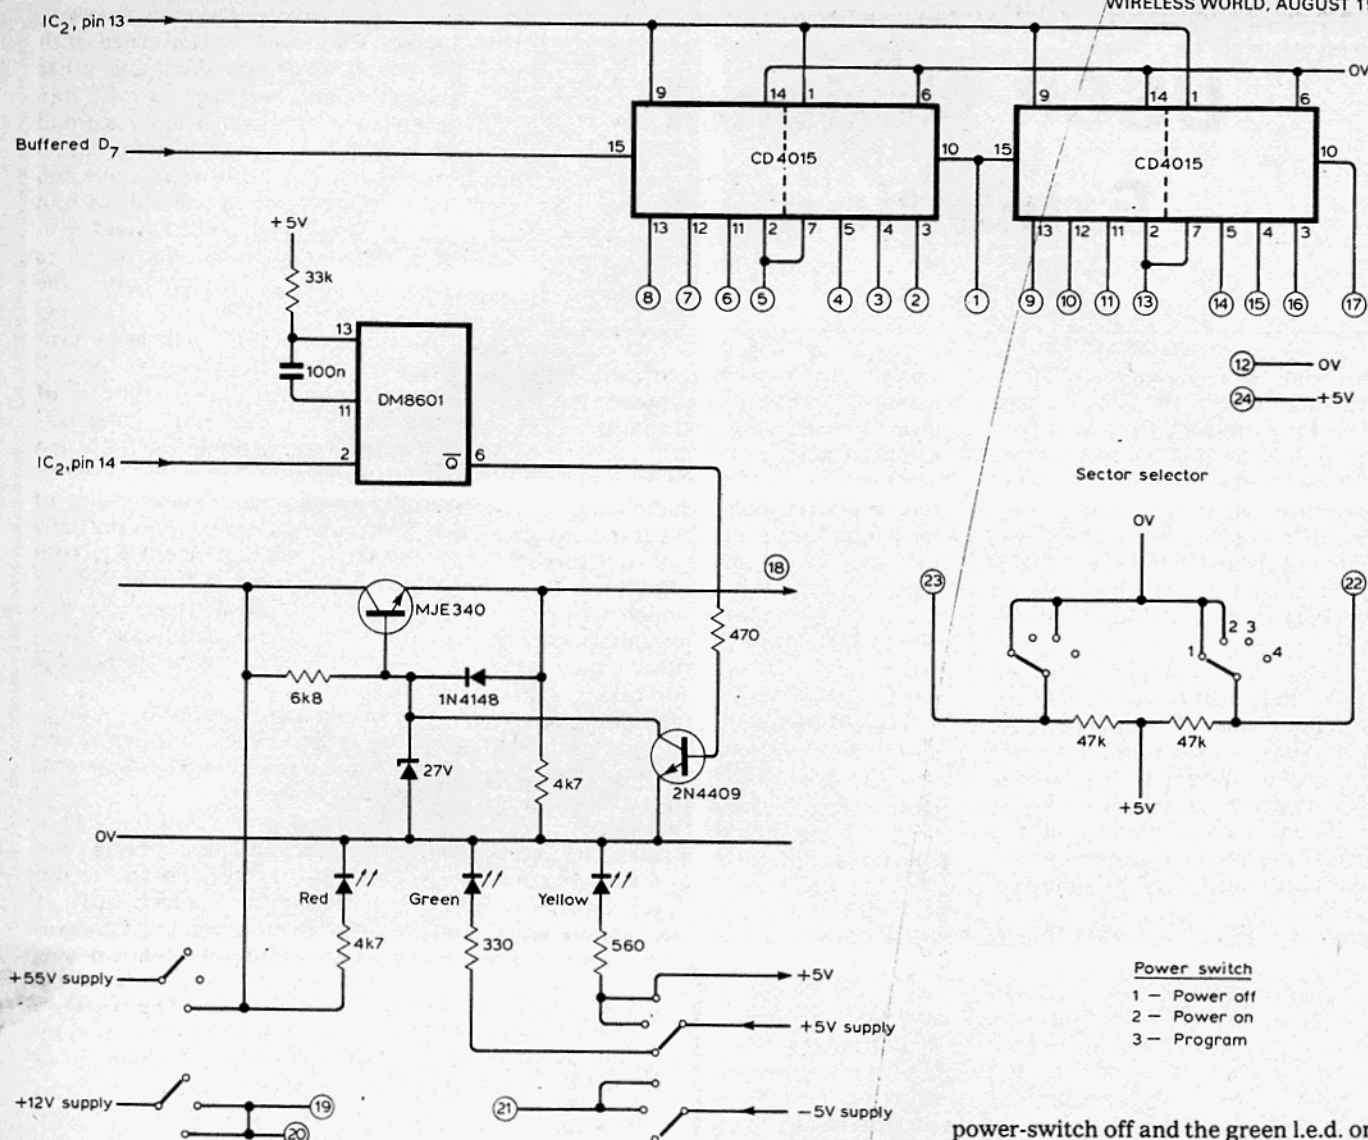 WIRELESS WORLD, AUGUST 19
IC2, pin 13
0V
9
14
1
6
9
14
1
6
Buffered D7
15
CD4015
10
15
CD4015
10
13
12
11
2
7
5
4
3
13
12
11
2
7
5
4
3
8
7
6
5
4
3
2
1
9
10
11
13
14
15
16
17
+5V
33k
13
100n
11
DM8601
12
0V
24
+5V
IC2, pin 14
2
Q
6
Sector selector
0V
18
23
22
MJE340
470
2
3
1
4
6k8
1N4148
47k
47k
27V
4k7
2N4409
+5V
0V
Red
Green
Yellow
4k7
330
560
+55V supply
+5V
+5V supply
Power switch
1 – Power off
2 – Power on
3 – Program
+12V supply
19
20
21
–5V supply
power-switch off and the green l.e.d. or